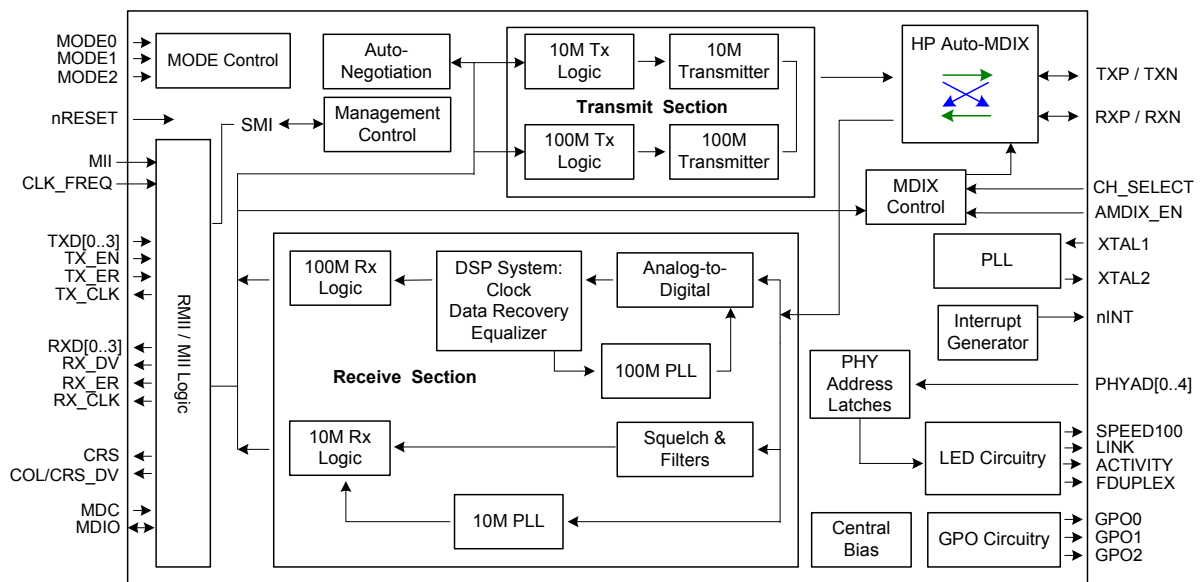 MODE0
MODE1
MODE2
nRESET
MII
CLK_FREQ
TXD[0..3]
TX_EN
TX_ER
TX_CLK
RXD[0..3]
RX_DV
RX_ER
RX_CLK
CRS
COL/CRS_DV
MDC
MDIO
MODE Control
RMII / MII Logic
SMI
Auto-
Negotiation
Management
Control
10M Tx
Logic
10M
Transmitter
Transmit Section
100M Tx
Logic
100M
Transmitter
HP Auto-MDIX
MDIX
Control
100M Rx
Logic
DSP System:
Clock
Data Recovery
Equalizer
Analog-to-
Digital
100M PLL
Receive Section
10M Rx
Logic
Squelch &
Filters
10M PLL
PLL
Interrupt
Generator
PHY
Address
Latches
LED Circuitry
Central
Bias
GPO Circuitry
TXP / TXN
RXP / RXN
CH_SELECT
AMDIX_EN
XTAL1
XTAL2
nINT
PHYAD[0..4]
SPEED100
LINK
ACTIVITY
FDUPLEX
GPO0
GPO1
GPO2